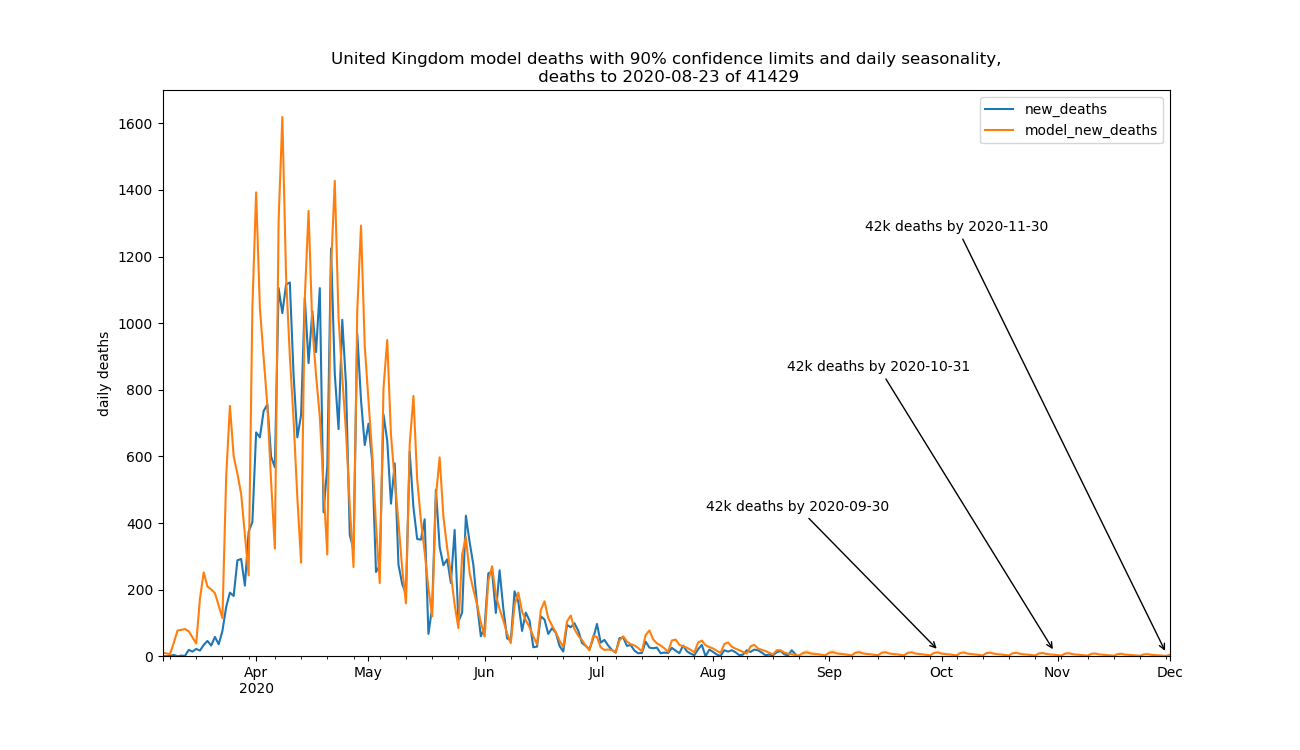 United Kingdom model deaths with 90% confidence limits and daily seasonality,
deaths to 2020-08-23 of 41429
new_deaths
model_new_deaths
daily deaths
1600
1400
1200
1000
800
600
400
200
0
42k deaths by 2020-11-30
42k deaths by 2020-10-31
42k deaths by 2020-09-30
Apr
2020
May
Jun
Jul
Aug
Sep
Oct
Nov
Dec